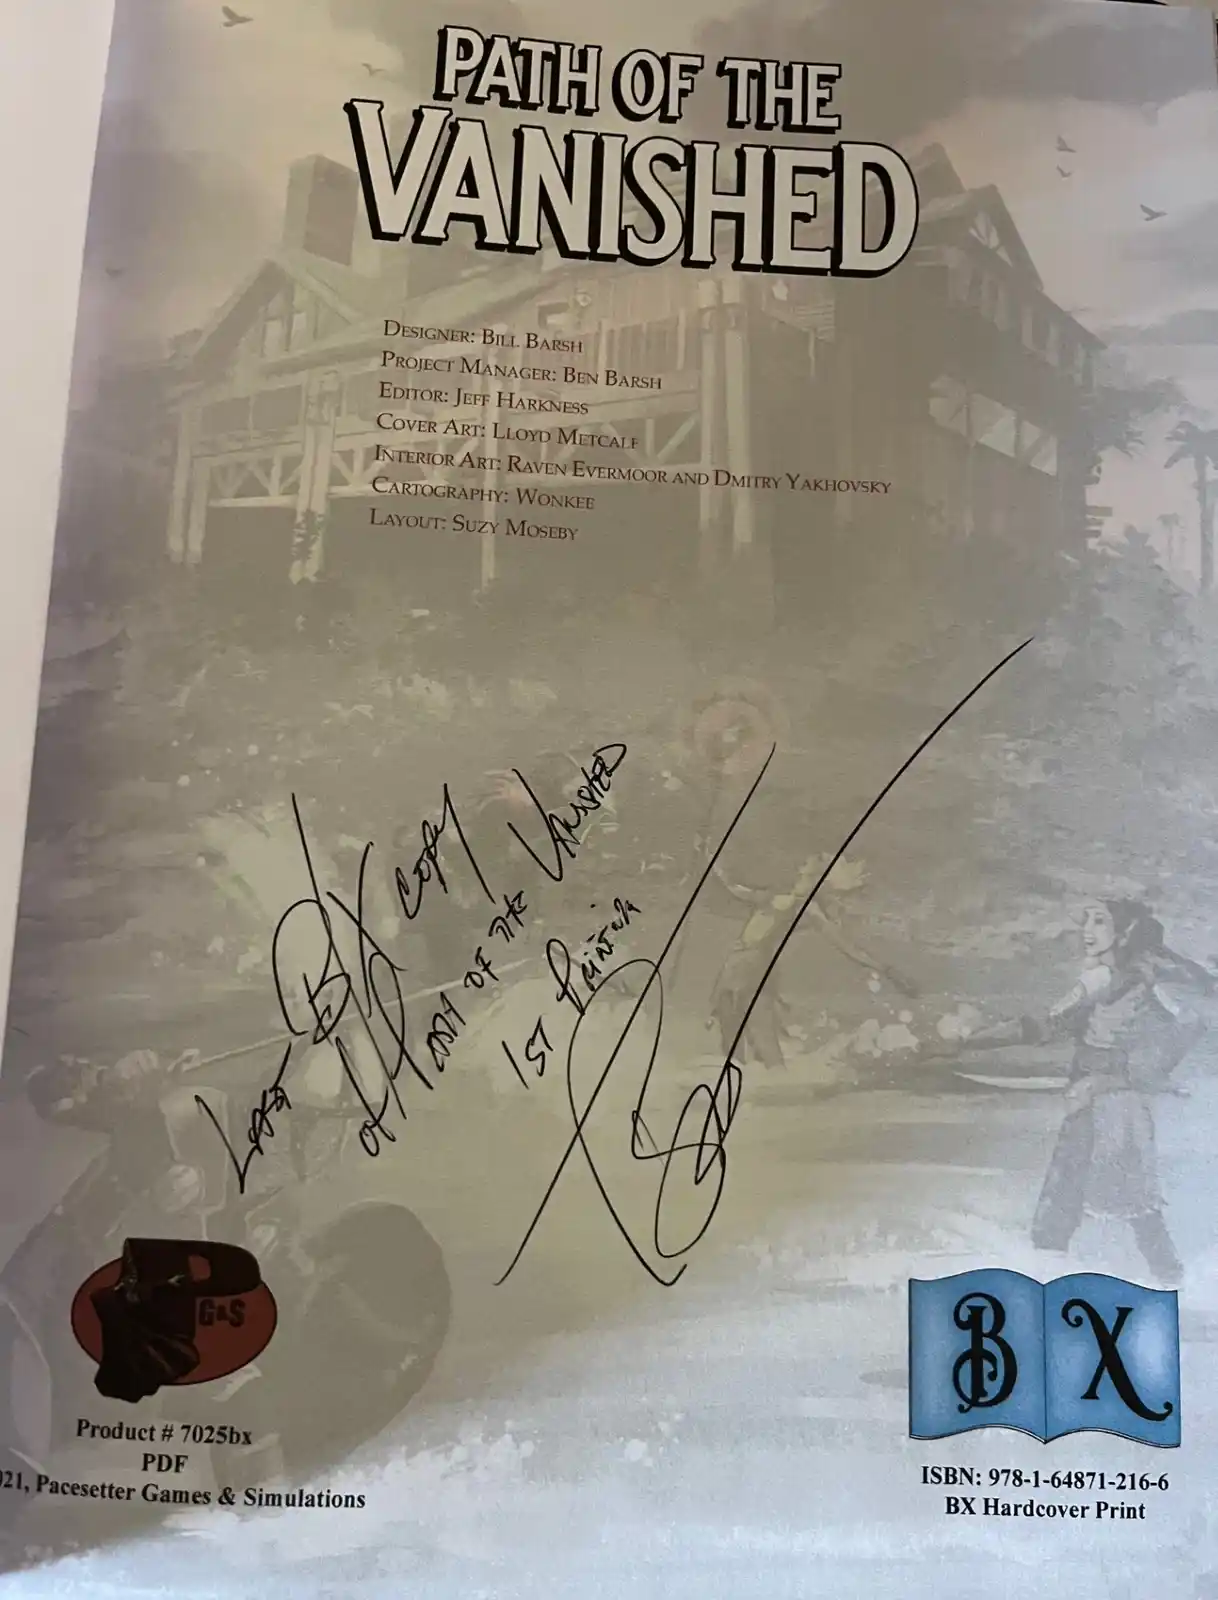 PATH OF THE
VANISHED
DESIGNER: BILL BARSH
PROJECT MANAGER: BEN BARSH
EDITOR: JEFF HARKNESS
COVER ART: LLOYD METCALF
INTERIOR ART: RAVEN EVERMOOR AND DMITRY YAKHOVSKY
CARTOGRAPHY: WONKEE
LAYOUT: SUZY MOSEBY
LAST BX COPY
of PATH OF THE VANISHED
1ST PRINTING
G&S
Product # 7025bx
PDF
021, Pacesetter Games & Simulations
B X
ISBN: 978-1-64871-216-6
BX Hardcover Print